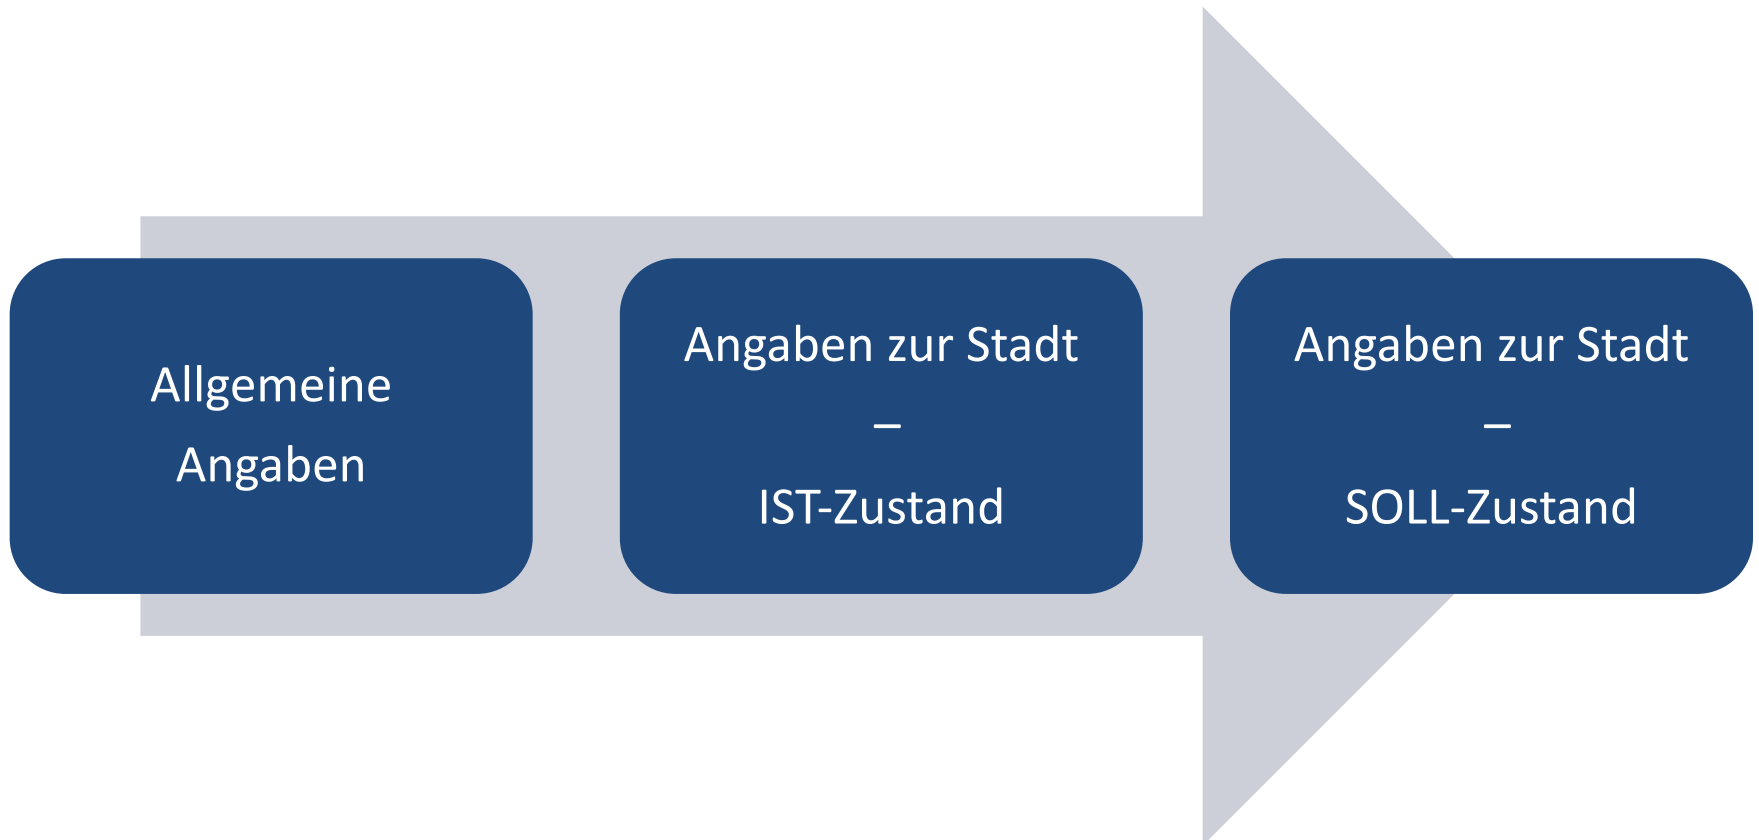 Allgemeine
Angaben
Angaben zur Stadt
–
IST-Zustand
Angaben zur Stadt
–
SOLL-Zustand